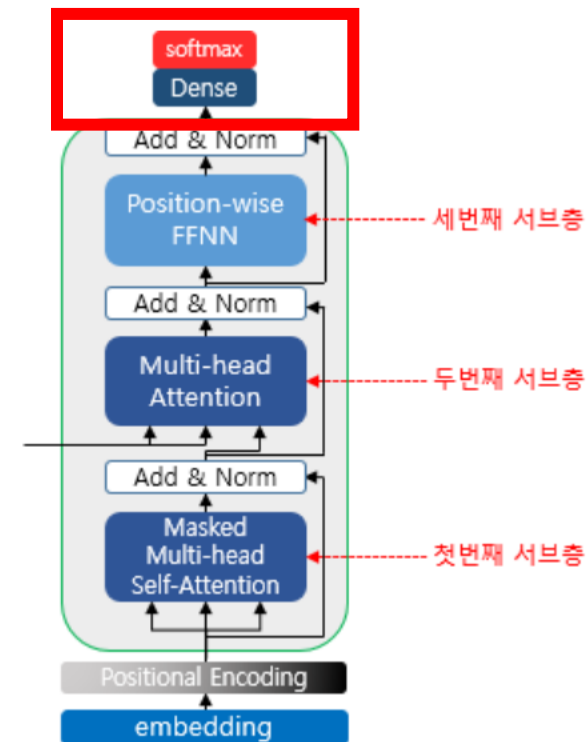 softmax
Dense
Add & Norm
Position-wise
FFNN
세번째 서브층
Add & Norm
Multi-head
Attention
두번째 서브층
Add & Norm
Masked
Multi-head
Self-Attention
첫번째 서브층
Positional Encoding
embedding